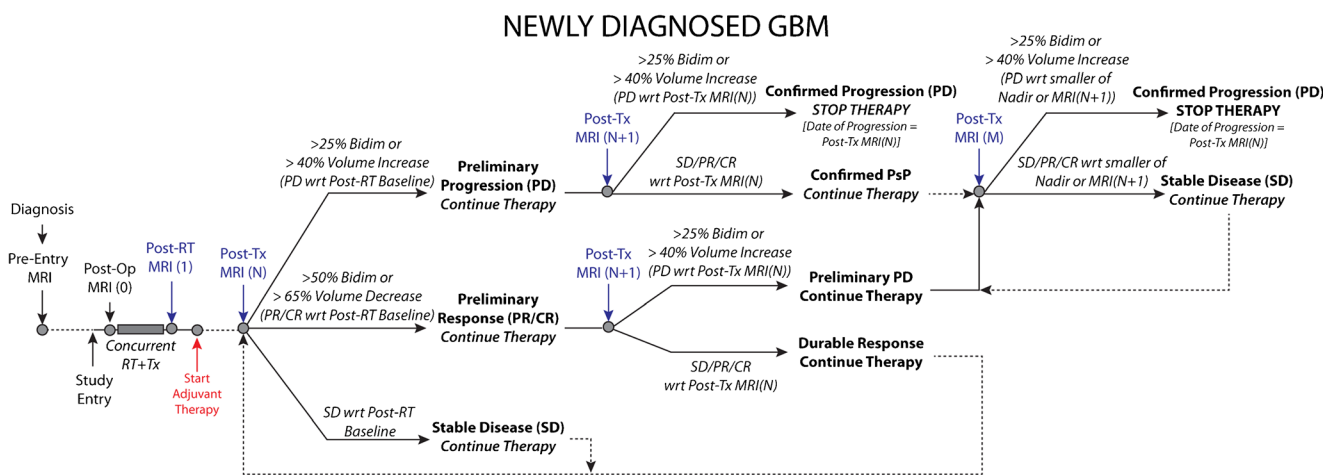 NEWLY DIAGNOSED GBM
Diagnosis
Pre-Entry
MRI
Post-Op
MRI (0)
Post-RT
MRI (1)
Concurrent
RT+Tx
Study
Entry
Start
Adjuvant
Therapy
Post-Tx
MRI (N)
>25% Bidim or
> 40% Volume Increase
(PD wrt Post-RT Baseline)
Preliminary
Progression (PD)
Continue Therapy
>50% Bidim or
> 65% Volume Decrease
(PR/CR wrt Post-RT Baseline)
Preliminary
Response (PR/CR)
Continue Therapy
SD wrt Post-RT
Baseline
Stable Disease (SD)
Continue Therapy
Post-Tx
MRI (N+1)
>25% Bidim or
> 40% Volume Increase
(PD wrt Post-Tx MRI(N))
Confirmed Progression (PD)
STOP THERAPY
[Date of Progression =
Post-Tx MRI(N)]
SD/PR/CR
wrt Post-Tx MRI(N)
Confirmed PsP
Continue Therapy
Post-Tx
MRI (N+1)
>25% Bidim or
> 40% Volume Increase
(PD wrt Post-Tx MRI(N))
Preliminary PD
Continue Therapy
SD/PR/CR
wrt Post-Tx MRI(N)
Durable Response
Continue Therapy
Post-Tx
MRI (M)
>25% Bidim or
> 40% Volume Increase
(PD wrt smaller of
Nadir or MRI(N+1))
Confirmed Progression (PD)
STOP THERAPY
[Date of Progression =
Post-Tx MRI(N)]
SD/PR/CR wrt smaller of
Nadir or MRI(N+1)
Stable Disease (SD)
Continue Therapy